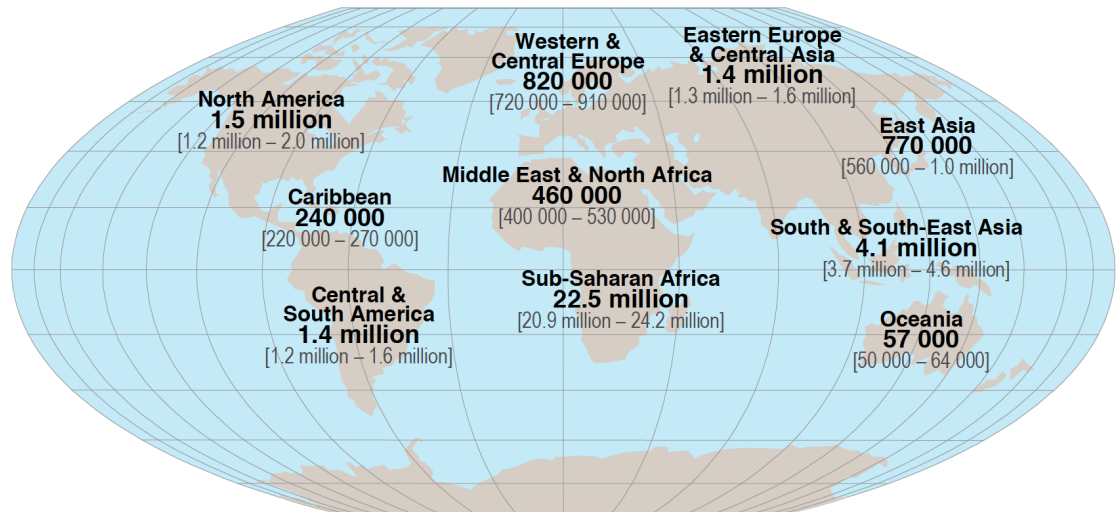 Western &
Central Europe
820 000
[720 000 – 910 000]
Eastern Europe
& Central Asia
1.4 million
[1.3 million – 1.6 million]
North America
1.5 million
[1.2 million – 2.0 million]
East Asia
770 000
[560 000 – 1.0 million]
Middle East & North Africa
460 000
[400 000 – 530 000]
Caribbean
240 000
[220 000 – 270 000]
South & South-East Asia
4.1 million
[3.7 million – 4.6 million]
Sub-Saharan Africa
22.5 million
[20.9 million – 24.2 million]
Central &
South America
1.4 million
[1.2 million – 1.6 million]
Oceania
57 000
[50 000 – 64 000]